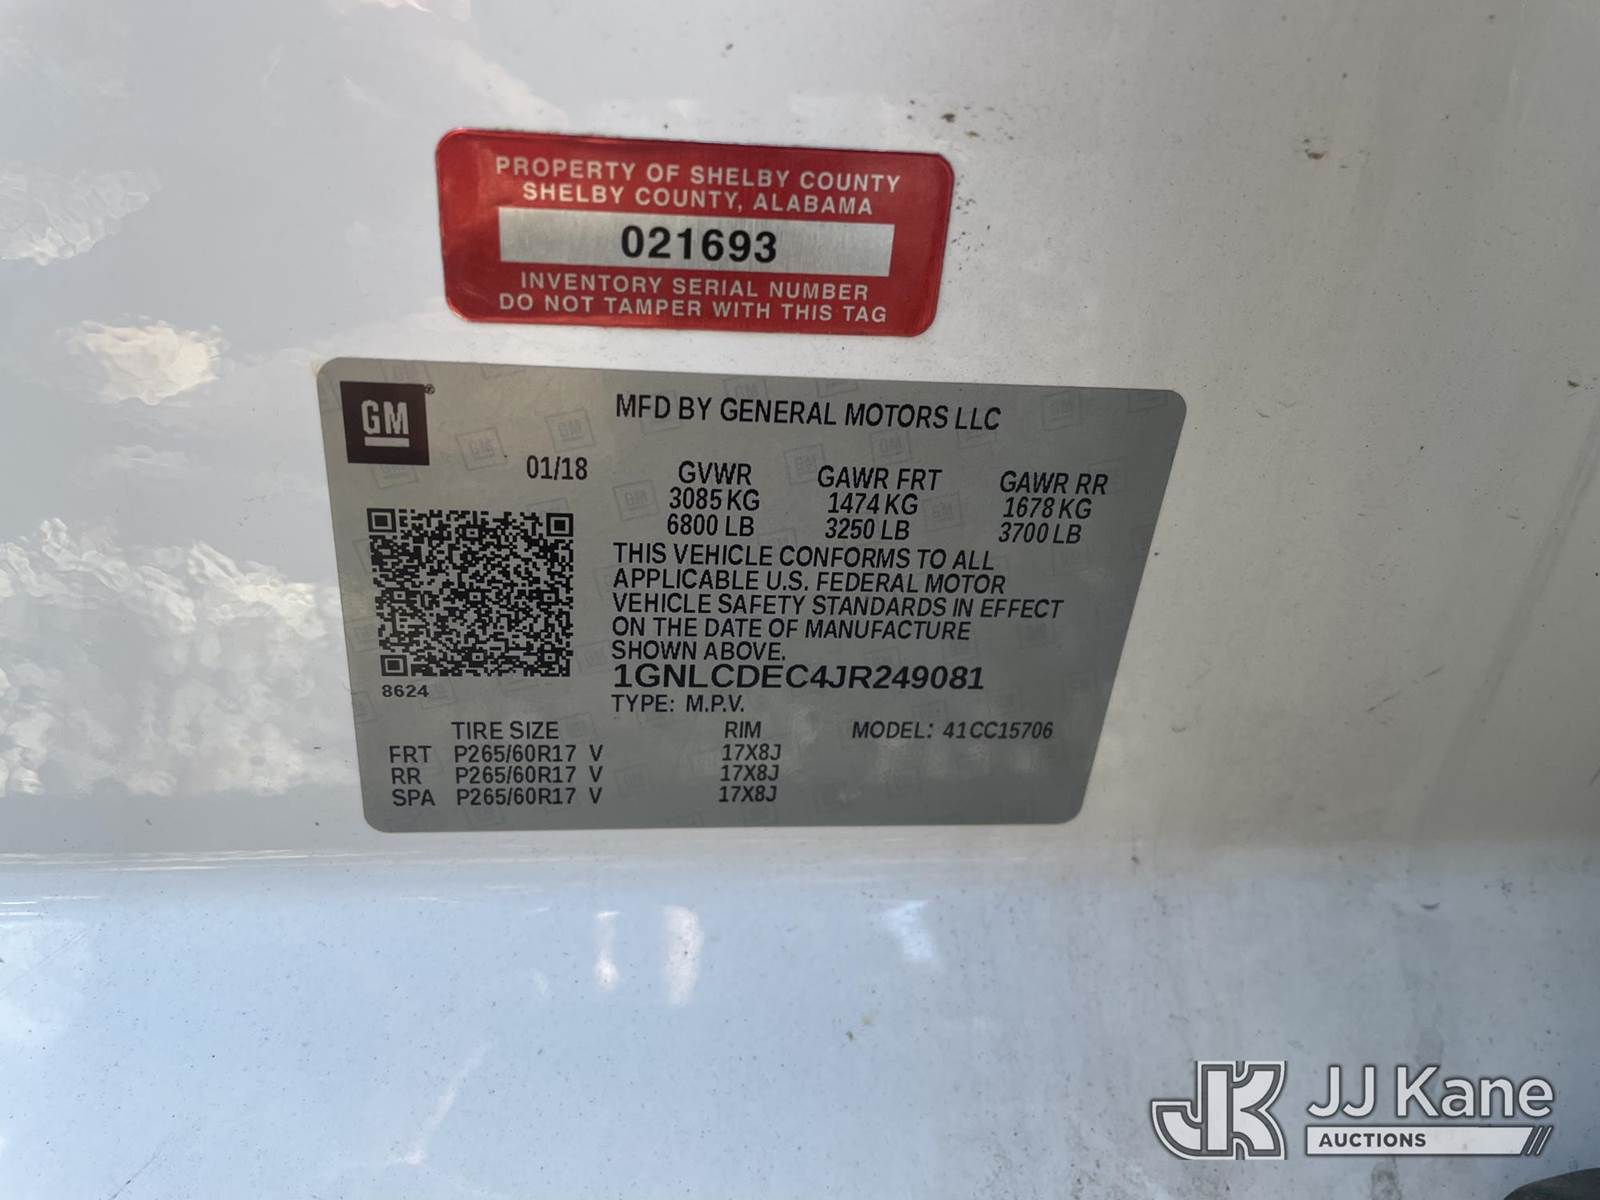 PROPERTY OF SHELBY COUNTY
SHELBY COUNTY, ALABAMA
021693
INVENTORY SERIAL NUMBER
DO NOT TAMPER WITH THIS TAG
GM®
MFD BY GENERAL MOTORS LLC
01/18 GVWR GAWR FRT GAWR RR
3085 KG 1474 KG 1678 KG
6800 LB 3250 LB 3700 LB
THIS VEHICLE CONFORMS TO ALL
APPLICABLE U.S. FEDERAL MOTOR
VEHICLE SAFETY STANDARDS IN EFFECT
ON THE DATE OF MANUFACTURE
SHOWN ABOVE.
1GNLCDEC4JR249081
8624
TYPE: M.P.V.
TIRE SIZE RIM MODEL: 41CC15706
FRT P265/60R17 V 17X8J
RR P265/60R17 V 17X8J
SPA P265/60R17 V 17X8J
JK JJ Kane
AUCTIONS